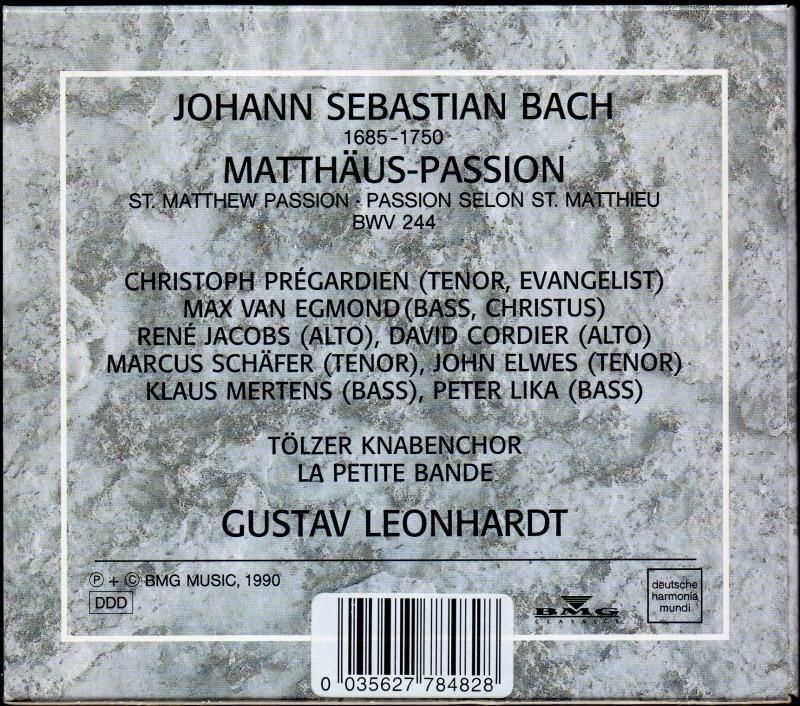 JOHANN SEBASTIAN BACH
1685-1750
MATTHÄUS-PASSION
ST. MATTHEW PASSION · PASSION SELON ST. MATTHIEU
BWV 244
CHRISTOPH PRÉGARDIEN (TENOR, EVANGELIST)
MAX VAN EGMOND (BASS, CHRISTUS)
RENÉ JACOBS (ALTO), DAVID CORDIER (ALTO)
MARCUS SCHÄFER (TENOR), JOHN ELWES (TENOR)
KLAUS MERTENS (BASS), PETER LIKA (BASS)
TÖLZER KNABENCHOR
LA PETITE BANDE
GUSTAV LEONHARDT
Ⓟ + © BMG MUSIC, 1990
DDD
BMG
CLASSICS
deutsche
harmonia
mundi
0 035627 784828